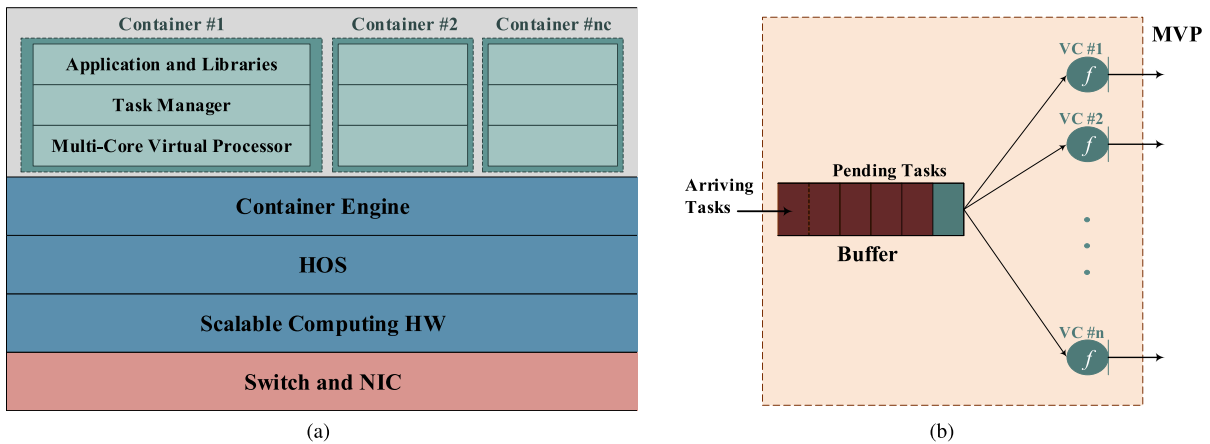 Container #1
Container #2
Container #nc
Application and Libraries
Task Manager
Multi-Core Virtual Processor
Container Engine
HOS
Scalable Computing HW
Switch and NIC
(a)
MVP
VC #1
f
VC #2
f
Pending Tasks
Arriving
Tasks
Buffer
VC #n
f
(b)